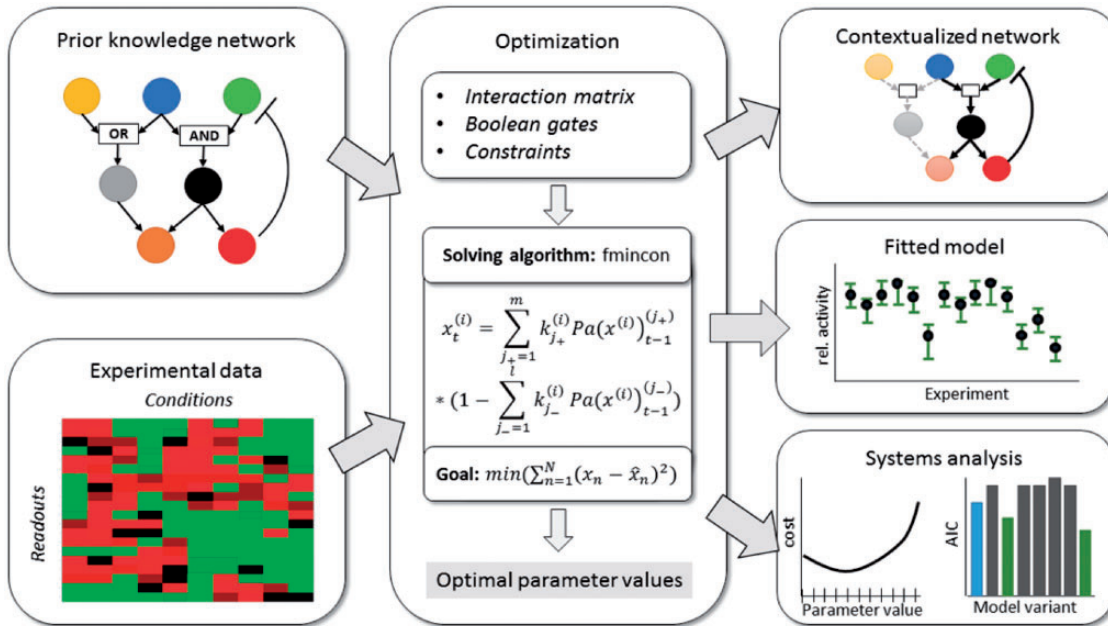 Prior knowledge network
OR
AND
Experimental data
Conditions
Readouts
Optimization
• Interaction matrix
• Boolean gates
• Constraints
Solving algorithm: fmincon
$x_t^{(i)} = \sum_{j_+=1}^{m} k_{j_+}^{(i)} Pa(x^{(i)})_{t-1}^{(j_+)}$
$* (1 - \sum_{j_-=1}^{l} k_{j_-}^{(i)} Pa(x^{(i)})_{t-1}^{(j_-)})$
Goal: $min(\sum_{n=1}^{N} (x_n - \hat{x}_n)^2)$
Optimal parameter values
Contextualized network
Fitted model
rel. activity
Experiment
Systems analysis
cost
Parameter value
AIC
Model variant